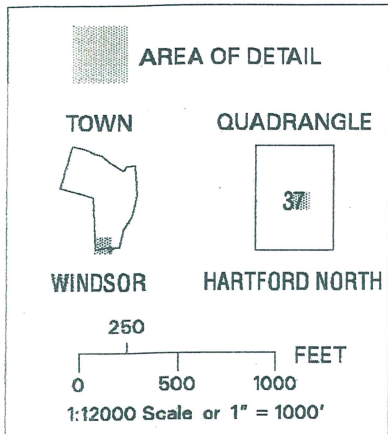 AREA OF DETAIL
TOWN QUADRANGLE
37
WINDSOR HARTFORD NORTH
250
FEET
0 500 1000
1:12000 Scale or 1" = 1000'